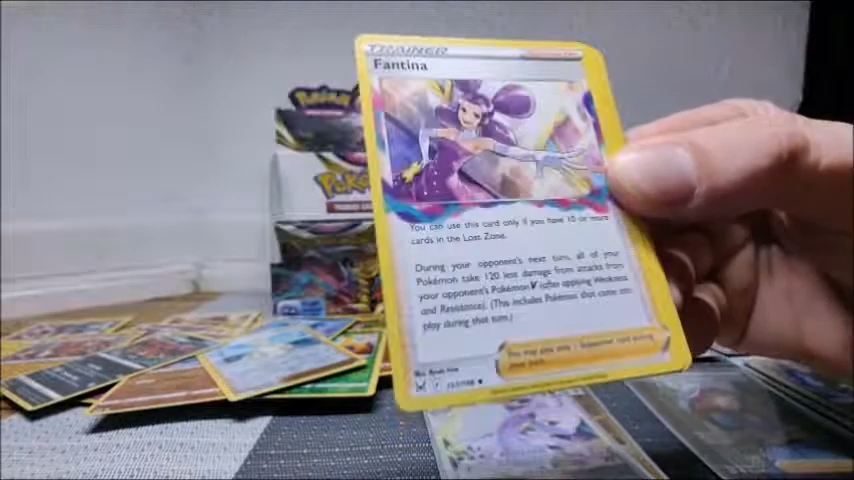 TRAINER
Fantina
You can use this card only if you have 10 or more
cards in the Lost Zone.
During your opponent's next turn, all of your
Pokémon take 120 less damage from attacks from
your opponent's Pokémon V (after applying Weakness
and Resistance). (This includes Pokémon that come into
play during that turn.)
You may play only 1 Supporter card during
your turn.
Pokémon
Poké